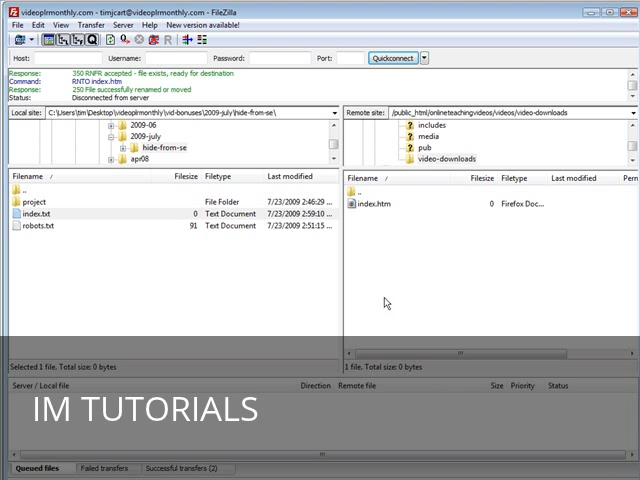 videoplrmonthly.com - timjcart@videoplrmonthly.com - FileZilla
File Edit View Transfer Server Help New version available!
Host: Username: Password: Port: Quickconnect
Response: 350 RNFR accepted - file exists, ready for destination
Command: RNTO index.htm
Response: 250 File successfully renamed or moved
Status: Disconnected from server
Local site: C:\Users\tim\Desktop\videoplrmonthly\vid-bonuses\2009-july\hide-from-se\
Remote site: /public_html/onlineteachingvideos/videos/video-downloads
2009-06
2009-july
hide-from-se
apr08
includes
media
pub
video-downloads
Filename / Filesize Filetype Last modified
..
project File Folder 7/23/2009 2:46:29 ...
index.txt 0 Text Document 7/23/2009 2:59:10 ...
robots.txt 91 Text Document 7/23/2009 2:51:15 ...
Filename / Filesize Filetype Last modified Perm
..
index.htm 0 Firefox Doc...
Selected 1 file. Total size: 0 bytes
1 file. Total size: 0 bytes
Server / Local file Direction Remote file Size Priority Status
IM TUTORIALS
Queued files Failed transfers Successful transfers (2)